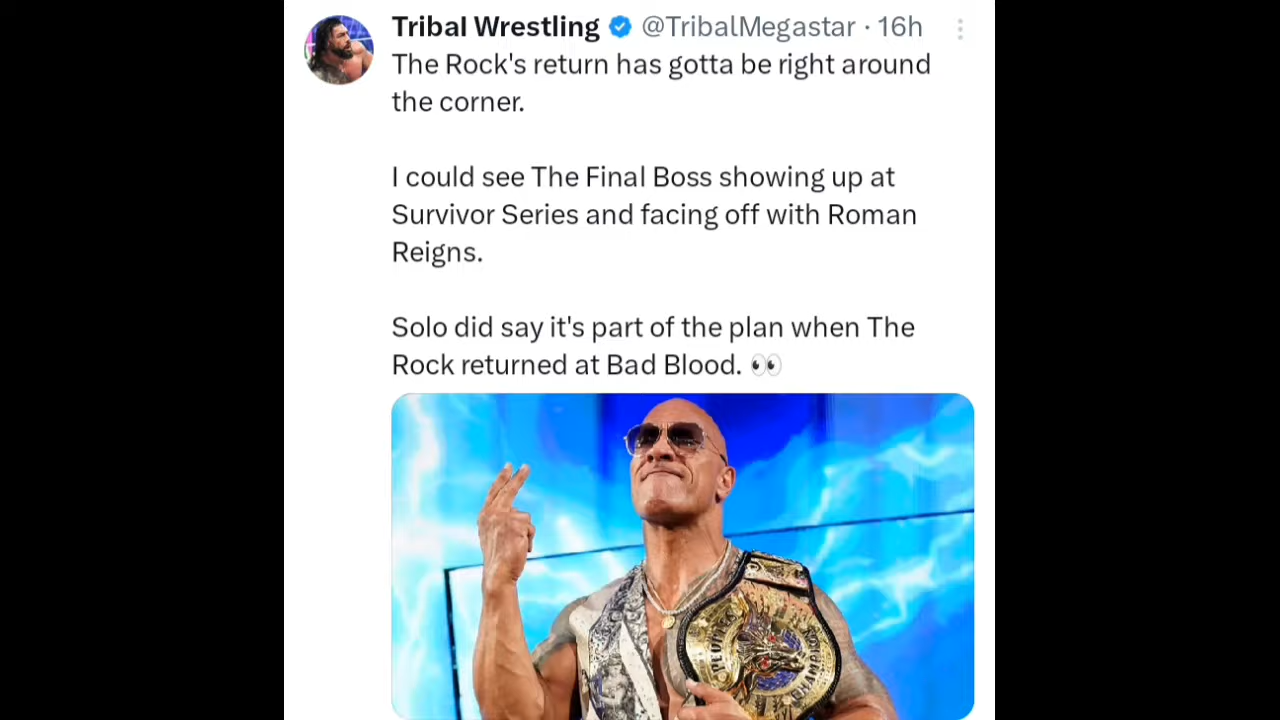 Tribal Wrestling @TribalMegastar · 16h
The Rock's return has gotta be right around
the corner.
I could see The Final Boss showing up at
Survivor Series and facing off with Roman
Reigns.
Solo did say it's part of the plan when The
Rock returned at Bad Blood. 👀
CHAMPION